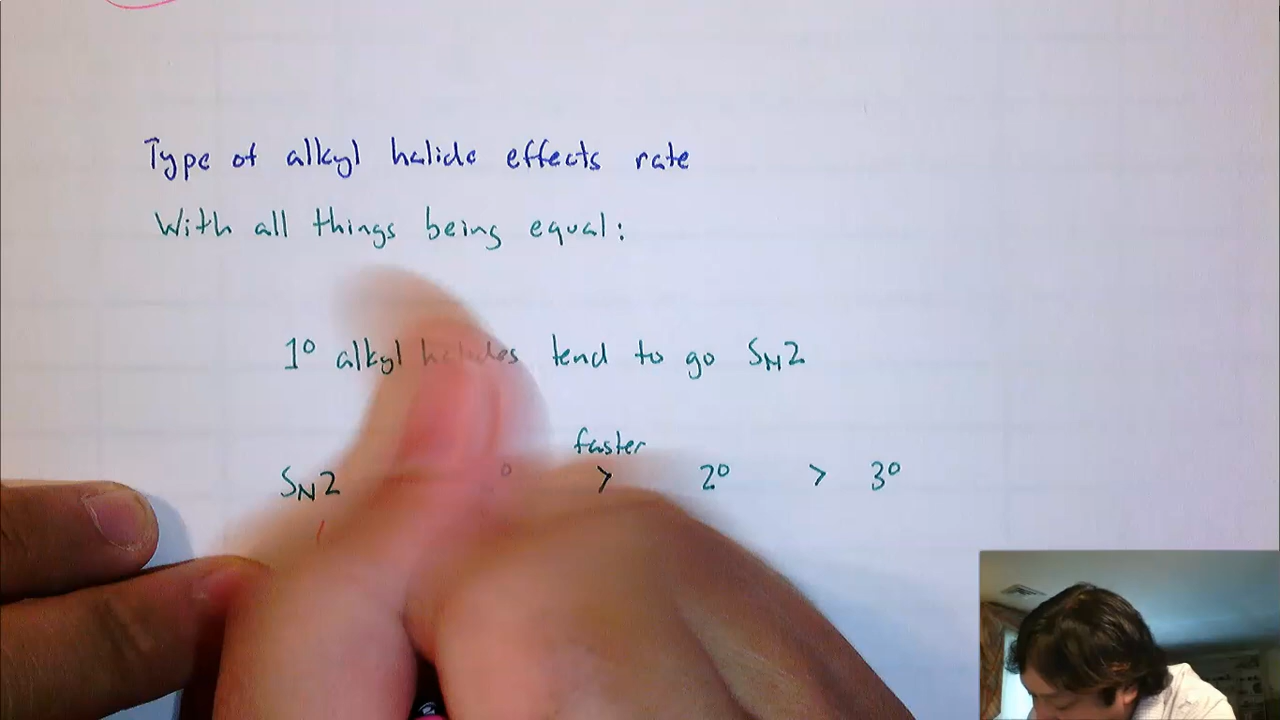 Type of alkyl halide effects rate
With all things being equal:
1° alkyl halides tend to go SN2
faster
SN2 > 2° > 3°